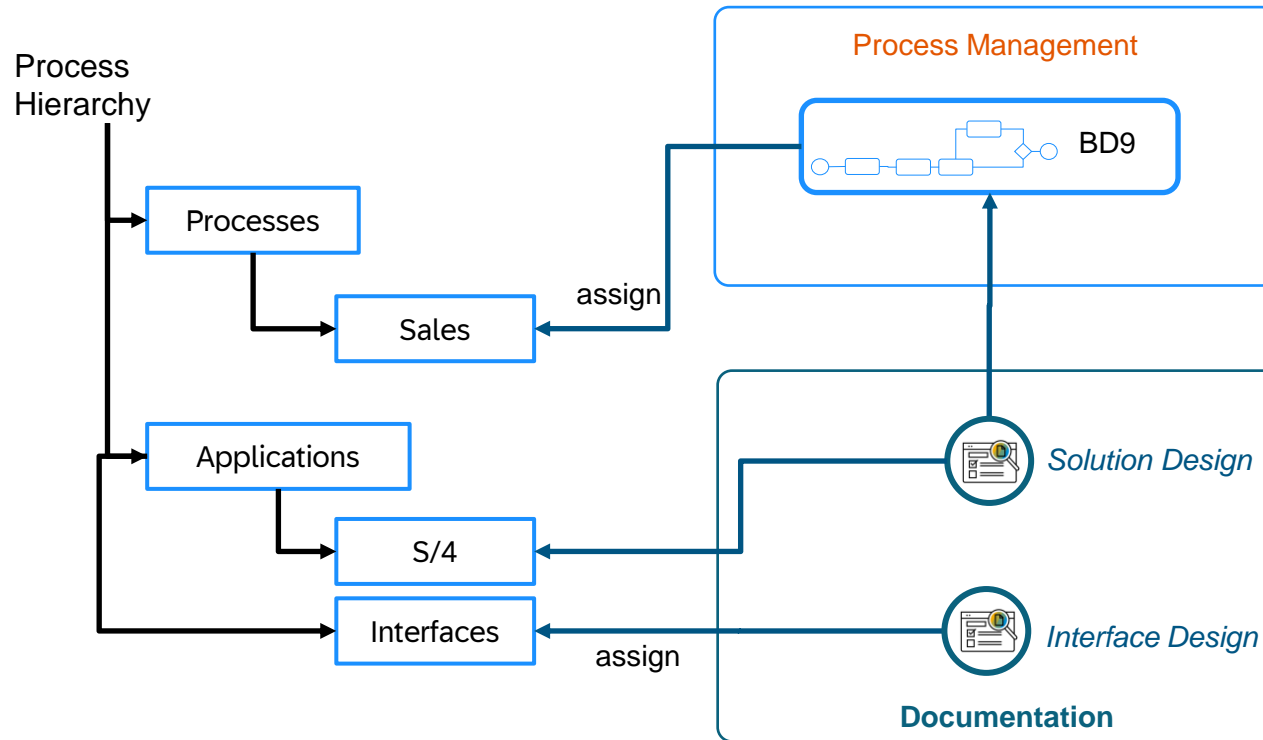 Process Management
Process
Hierarchy
BD9
Processes
assign
Sales
Applications
Solution Design
S/4
Interfaces
assign
Interface Design
Documentation